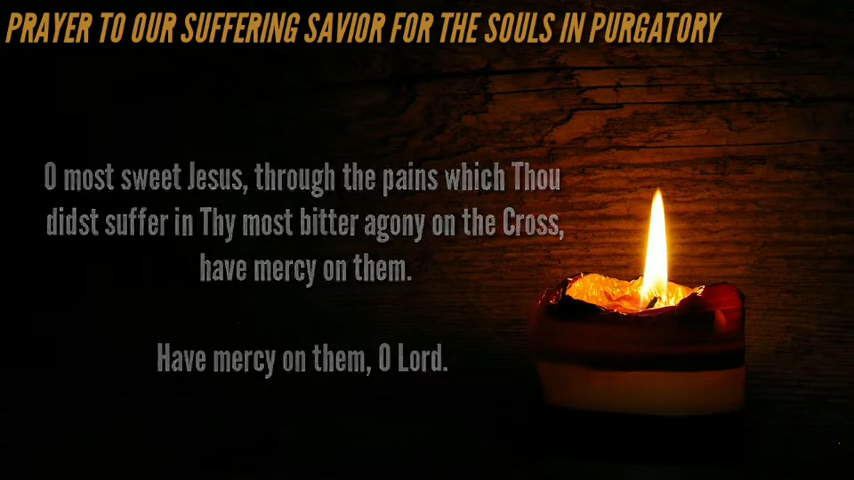 PRAYER TO OUR SUFFERING SAVIOR FOR THE SOULS IN PURGATORY
O most sweet Jesus, through the pains which Thou
didst suffer in Thy most bitter agony on the Cross,
have mercy on them.
Have mercy on them, O Lord.